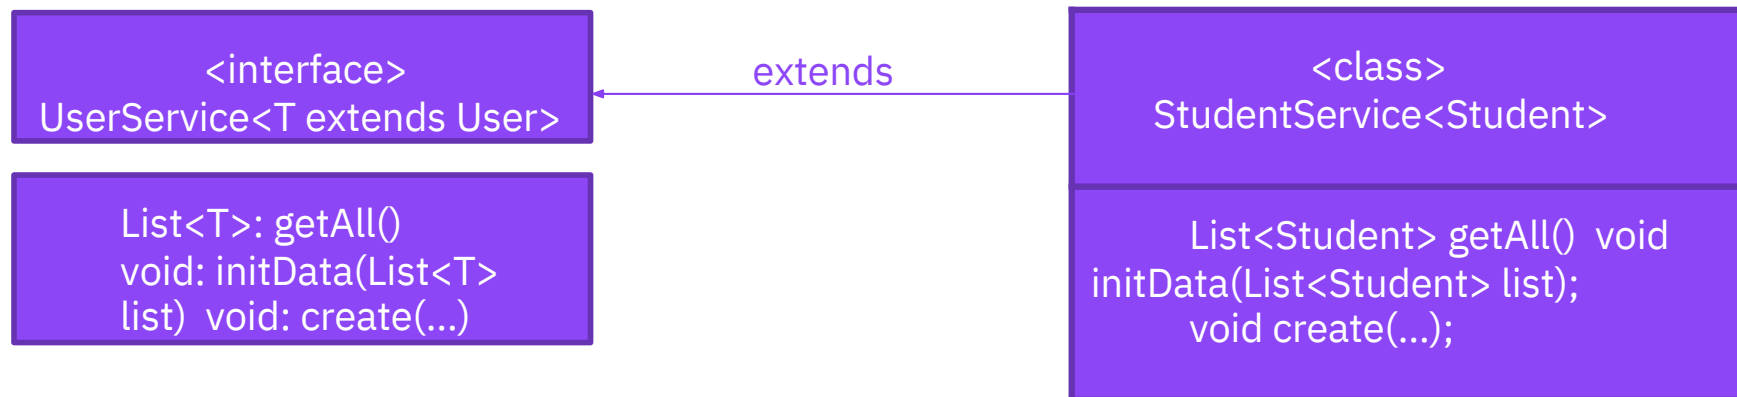 <interface>
UserService<T extends User>
List<T>: getAll()
void: initData(List<T>
list) void: create(...)
extends
<class>
StudentService<Student>
List<Student> getAll() void
initData(List<Student> list);
void create(...);